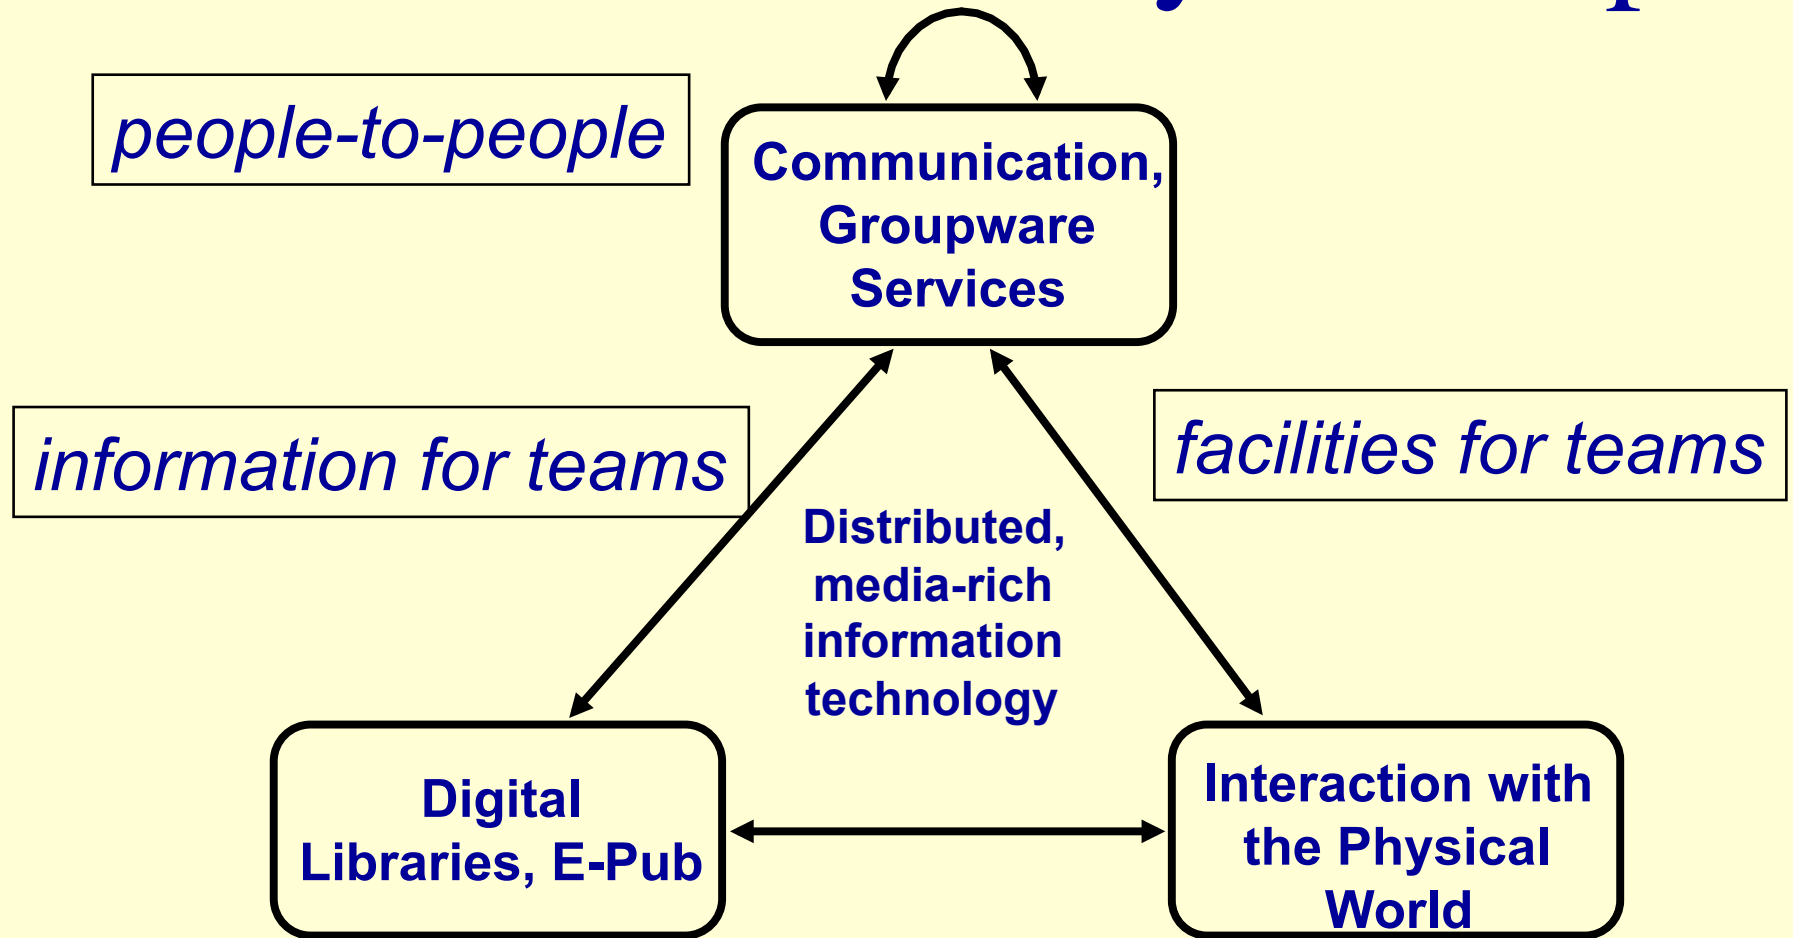 people-to-people
Communication,
Groupware
Services
information for teams
facilities for teams
Distributed,
media-rich
information
technology
Digital
Libraries, E-Pub
Interaction with
the Physical
World